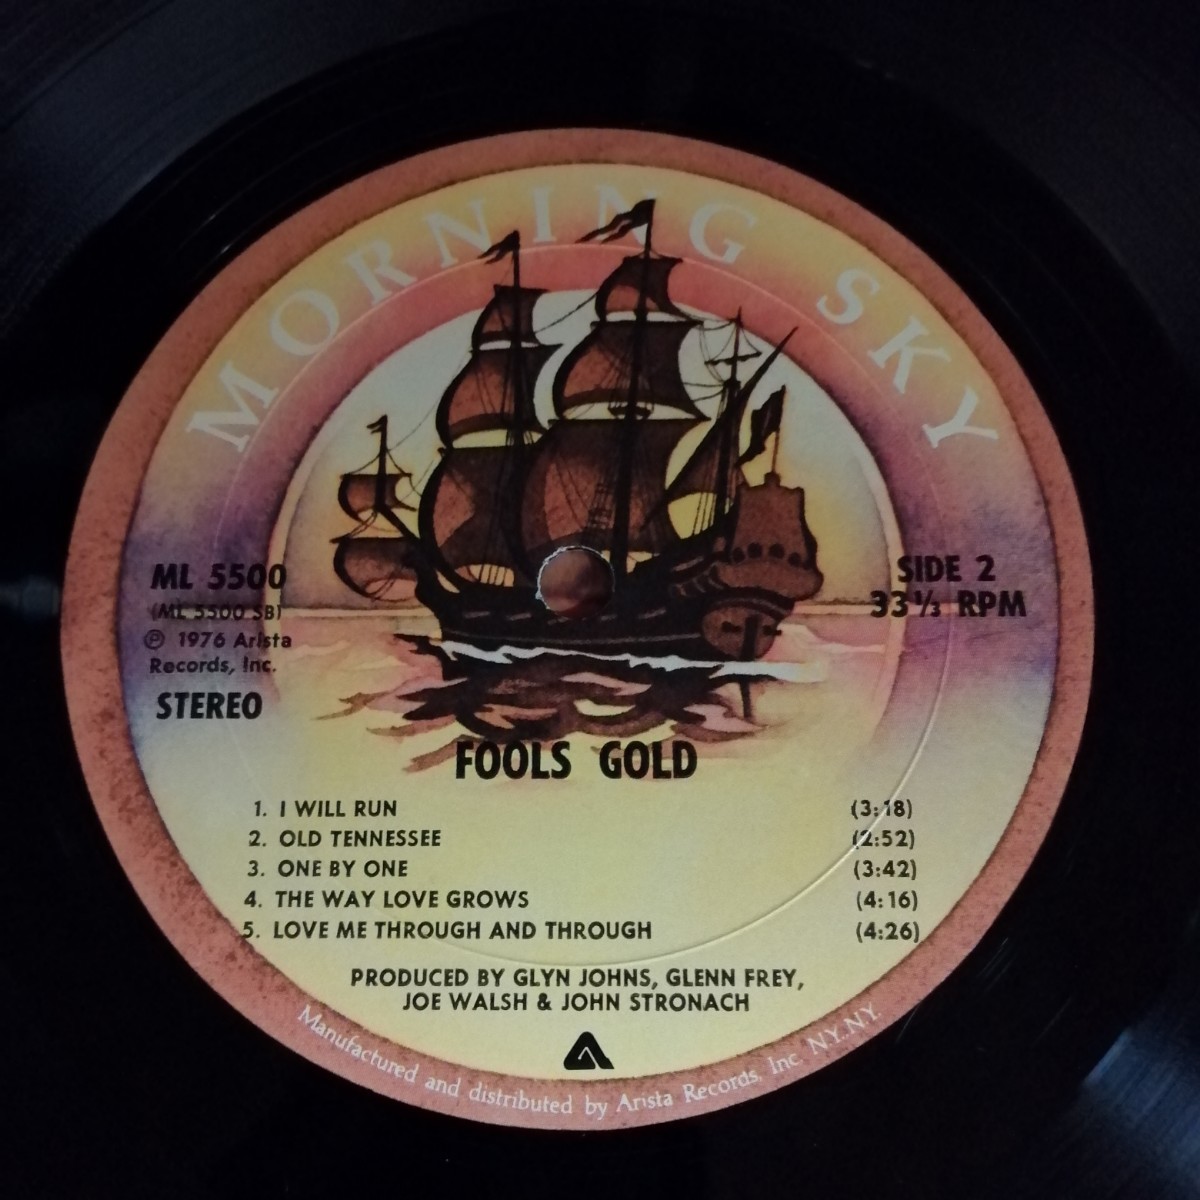 MORNING SKY
ML 5500
(ML 5500 SB)
℗ 1976 Arista
Records, Inc.
STEREO
SIDE 2
33⅓ RPM
FOOLS GOLD
1. I WILL RUN (3:18)
2. OLD TENNESSEE (2:52)
3. ONE BY ONE (3:42)
4. THE WAY LOVE GROWS (4:16)
5. LOVE ME THROUGH AND THROUGH (4:26)
PRODUCED BY GLYN JOHNS, GLENN FREY,
JOE WALSH & JOHN STRONACH
Manufactured and distributed by Arista Records, Inc. N.Y., N.Y.